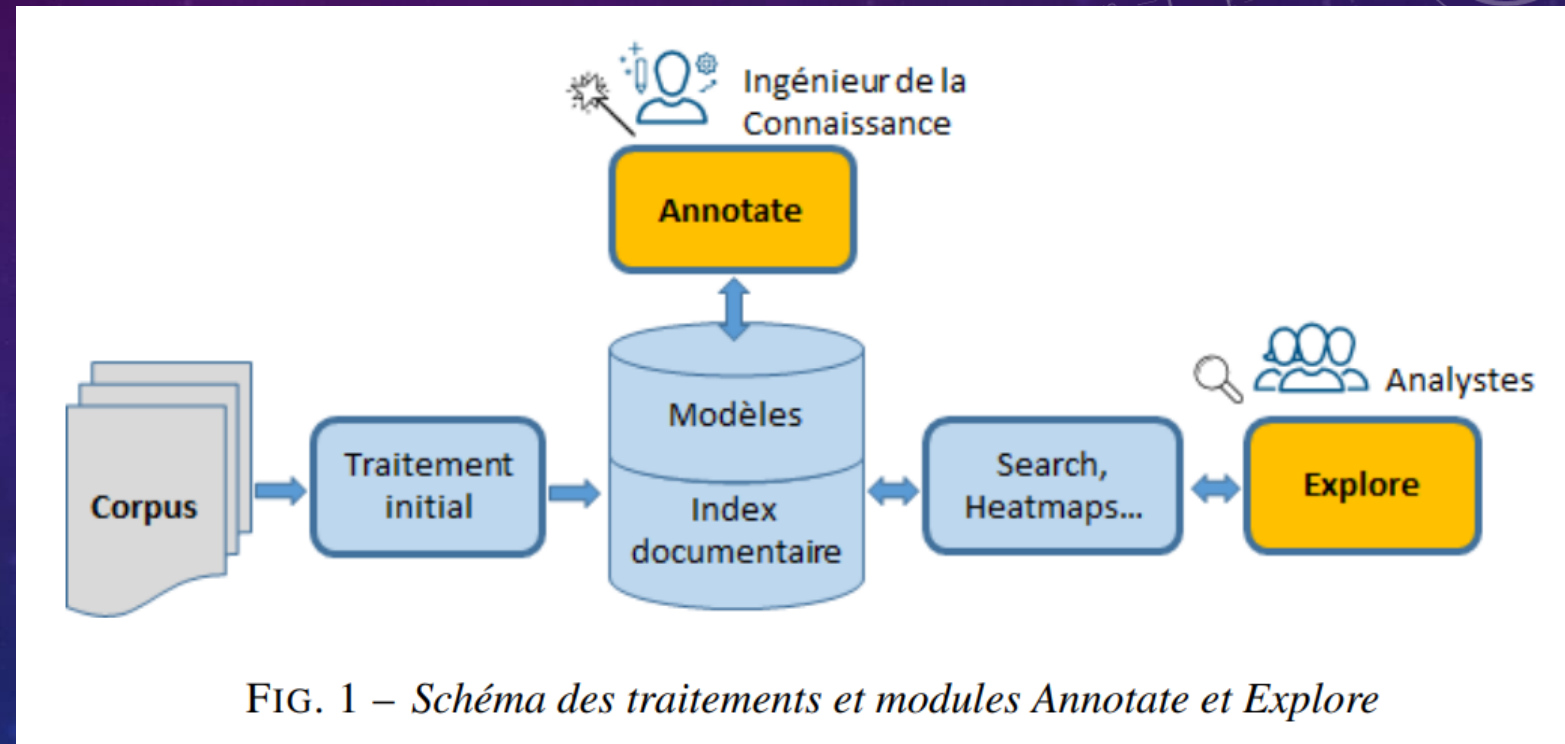 Ingénieur de la
Connaissance
Annotate
Analystes
Corpus
Traitement
initial
Modèles
Index
documentaire
Search,
Heatmaps...
Explore
FIG. 1 – Schéma des traitements et modules Annotate et Explore